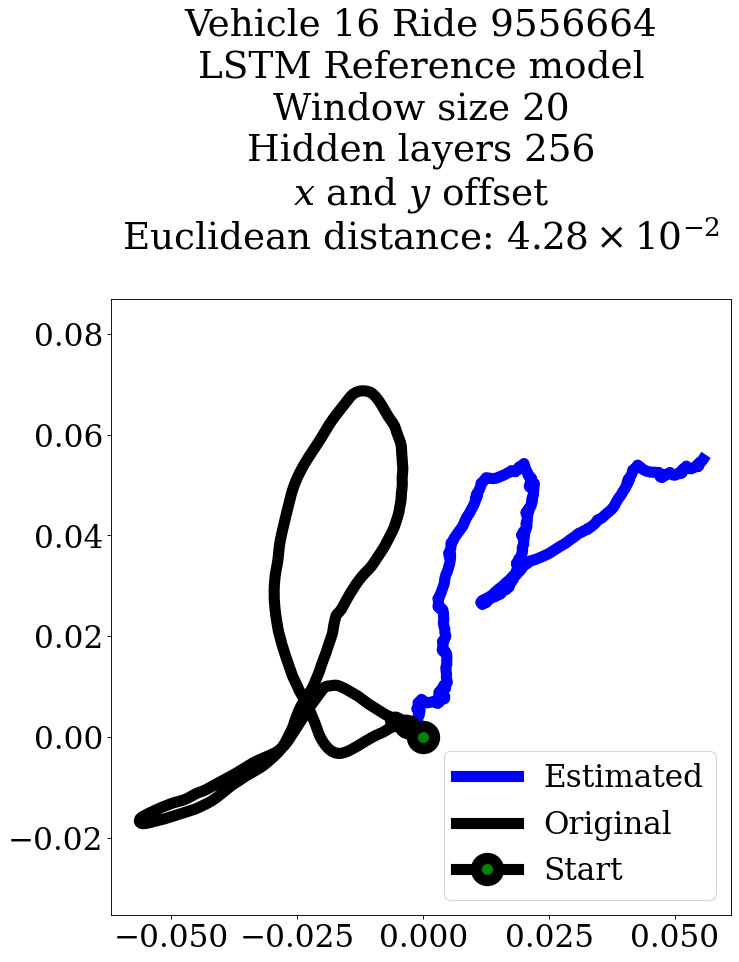 Vehicle 16 Ride 9556664
LSTM Reference model
Window size 20
Hidden layers 256
x and y offset
Euclidean distance: 4.28 × 10⁻²
0.08
0.06
0.04
0.02
0.00
−0.02
Estimated
Original
Start
−0.050 −0.025 0.000 0.025 0.050